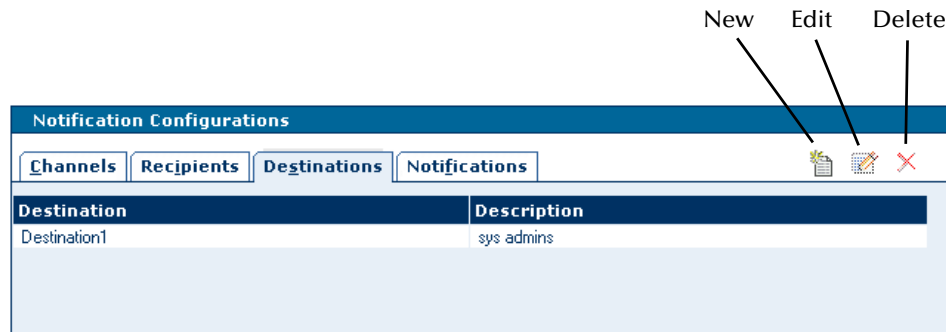 New Edit Delete
Notification Configurations
Channels Recipients Destinations Notifications
Destination Description
Destination1 sys admins